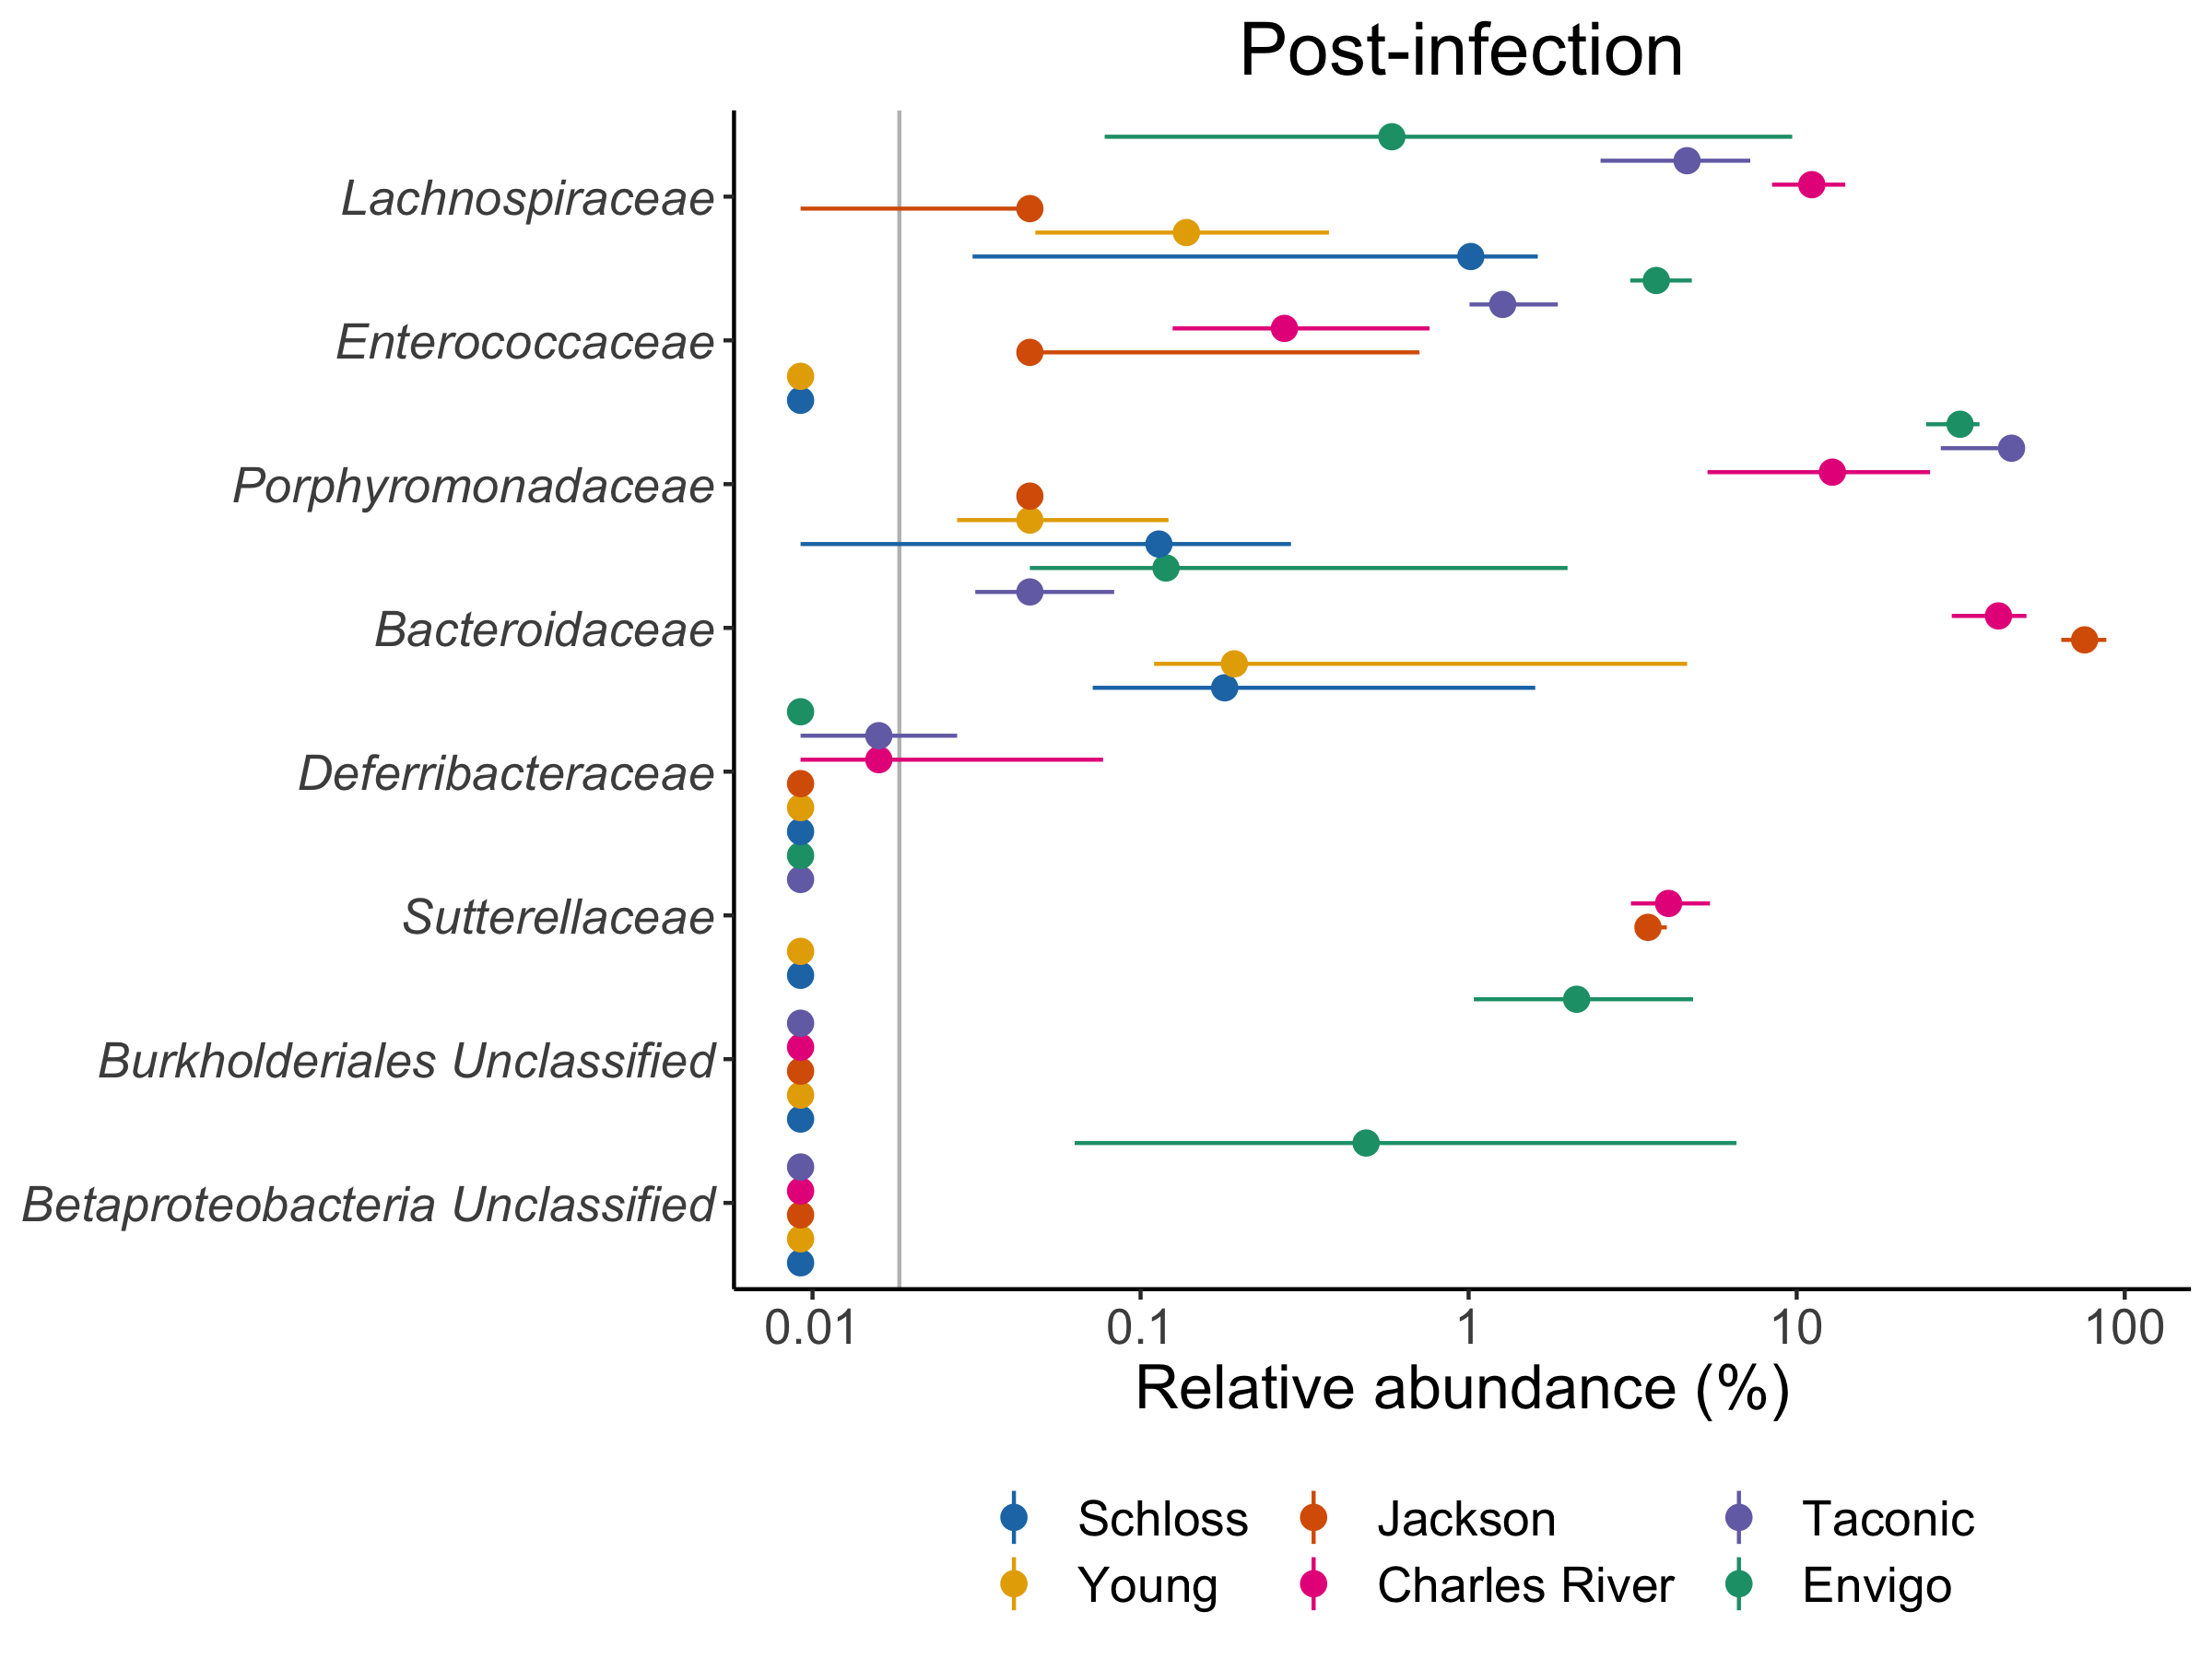 Post-infection
Lachnospiraceae
Enterococcaceae
Porphyromonadaceae
Bacteroidaceae
Deferribacteraceae
Sutterellaceae
Burkholderiales Unclassified
Betaproteobacteria Unclassified
0.01 0.1 1 10 100
Relative abundance (%)
Schloss Jackson Taconic
Young Charles River Envigo